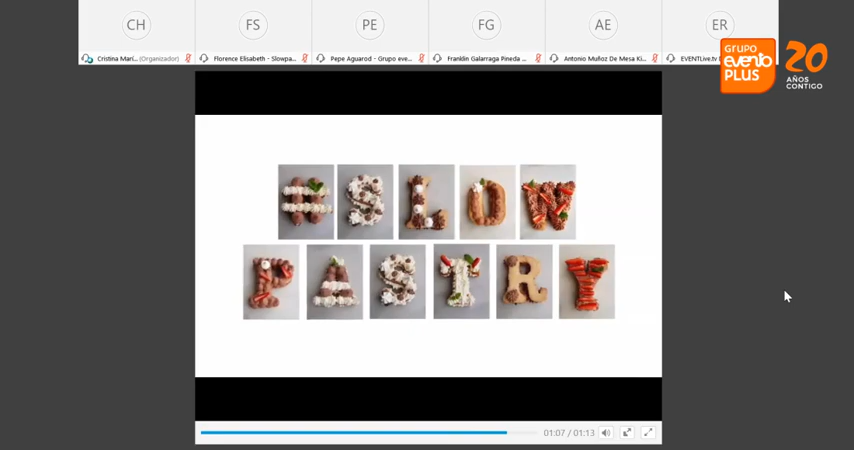 CH FS PE FG AE ER
Cristina Marí... (Organizador) Florence Elisabeth - Slowpa... Pepe Aguarod - Grupo eve... Franklin Galarraga Pineda ... Antonio Muñoz De Mesa Ki... EVENTLive.tv
GRUPO
evento
PLUS
20
AÑOS
CONTIGO
#SLOW
PASTRY
01:07 / 01:13